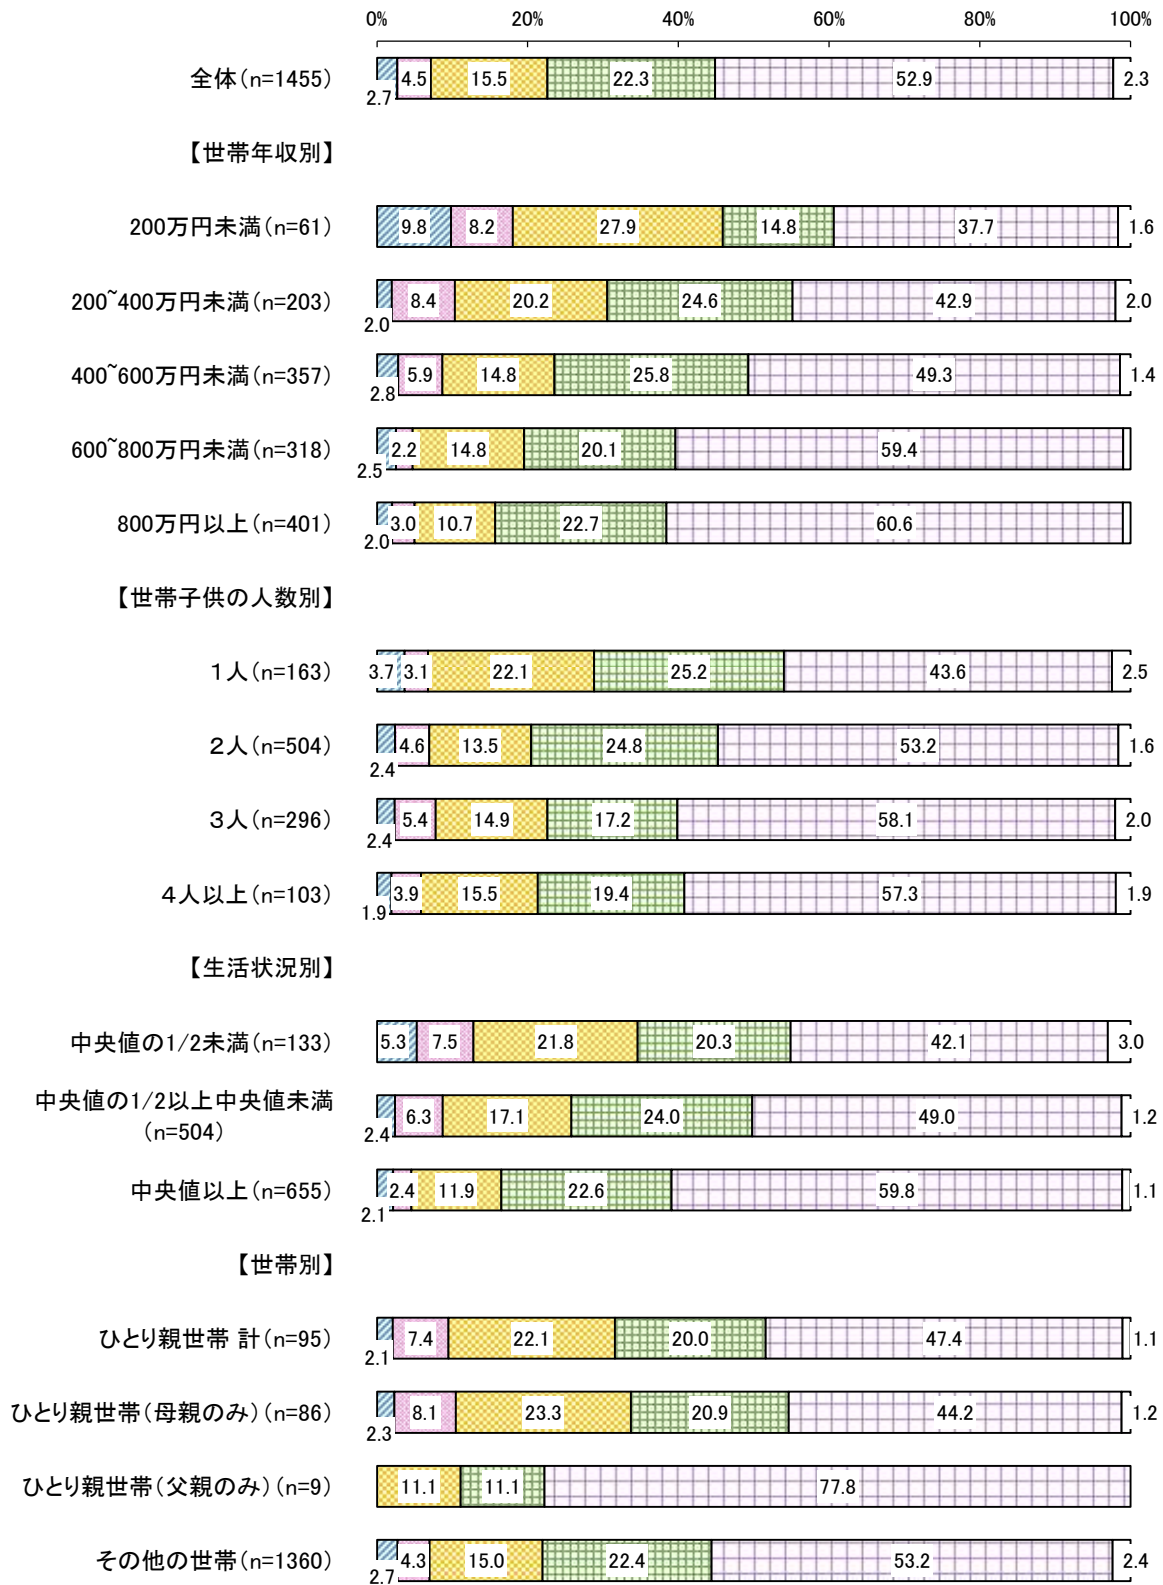 0% 20% 40% 60% 80% 100%
全体(n=1455) 2.7 4.5 15.5 22.3 52.9 2.3
【世帯年収別】
200万円未満(n=61) 9.8 8.2 27.9 14.8 37.7 1.6
200~400万円未満(n=203) 2.0 8.4 20.2 24.6 42.9 2.0
400~600万円未満(n=357) 2.8 5.9 14.8 25.8 49.3 1.4
600~800万円未満(n=318) 2.5 2.2 14.8 20.1 59.4
800万円以上(n=401) 2.0 3.0 10.7 22.7 60.6
【世帯子供の人数別】
1人(n=163) 3.7 3.1 22.1 25.2 43.6 2.5
2人(n=504) 2.4 4.6 13.5 24.8 53.2 1.6
3人(n=296) 2.4 5.4 14.9 17.2 58.1 2.0
4人以上(n=103) 1.9 3.9 15.5 19.4 57.3 1.9
【生活状況別】
中央値の1/2未満(n=133) 5.3 7.5 21.8 20.3 42.1 3.0
中央値の1/2以上中央値未満
(n=504) 2.4 6.3 17.1 24.0 49.0 1.2
中央値以上(n=655) 2.1 2.4 11.9 22.6 59.8 1.1
【世帯別】
ひとり親世帯 計(n=95) 2.1 7.4 22.1 20.0 47.4 1.1
ひとり親世帯(母親のみ)(n=86) 2.3 8.1 23.3 20.9 44.2 1.2
ひとり親世帯(父親のみ)(n=9) 11.1 11.1 77.8
その他の世帯(n=1360) 2.7 4.3 15.0 22.4 53.2 2.4